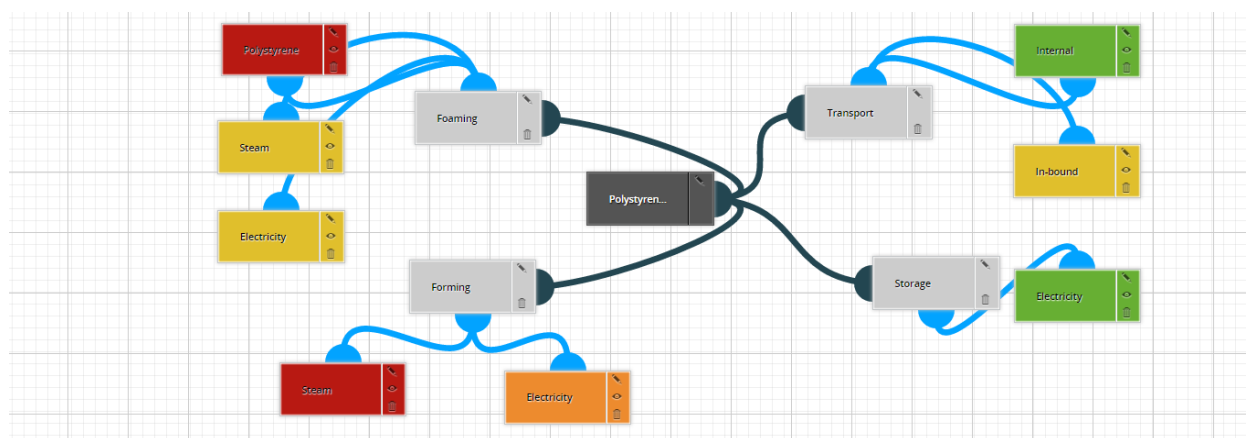 Polystyrene
Internal
Foaming
Transport
Steam
In-bound
Polystyren...
Electricity
Forming
Storage
Electricity
Steam
Electricity